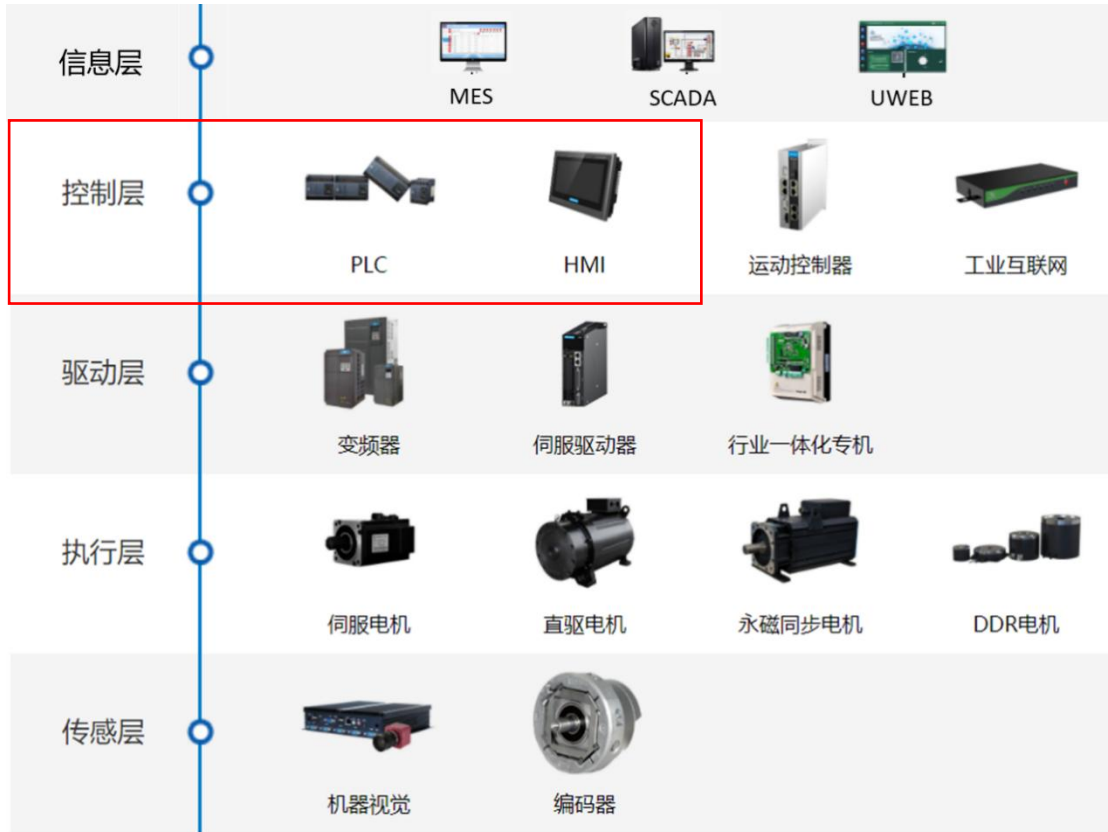 信息层
MES SCADA UWEB
控制层
PLC HMI 运动控制器 工业互联网
驱动层
变频器 伺服驱动器 行业一体化专机
执行层
伺服电机 直驱电机 永磁同步电机 DDR电机
传感层
机器视觉 编码器